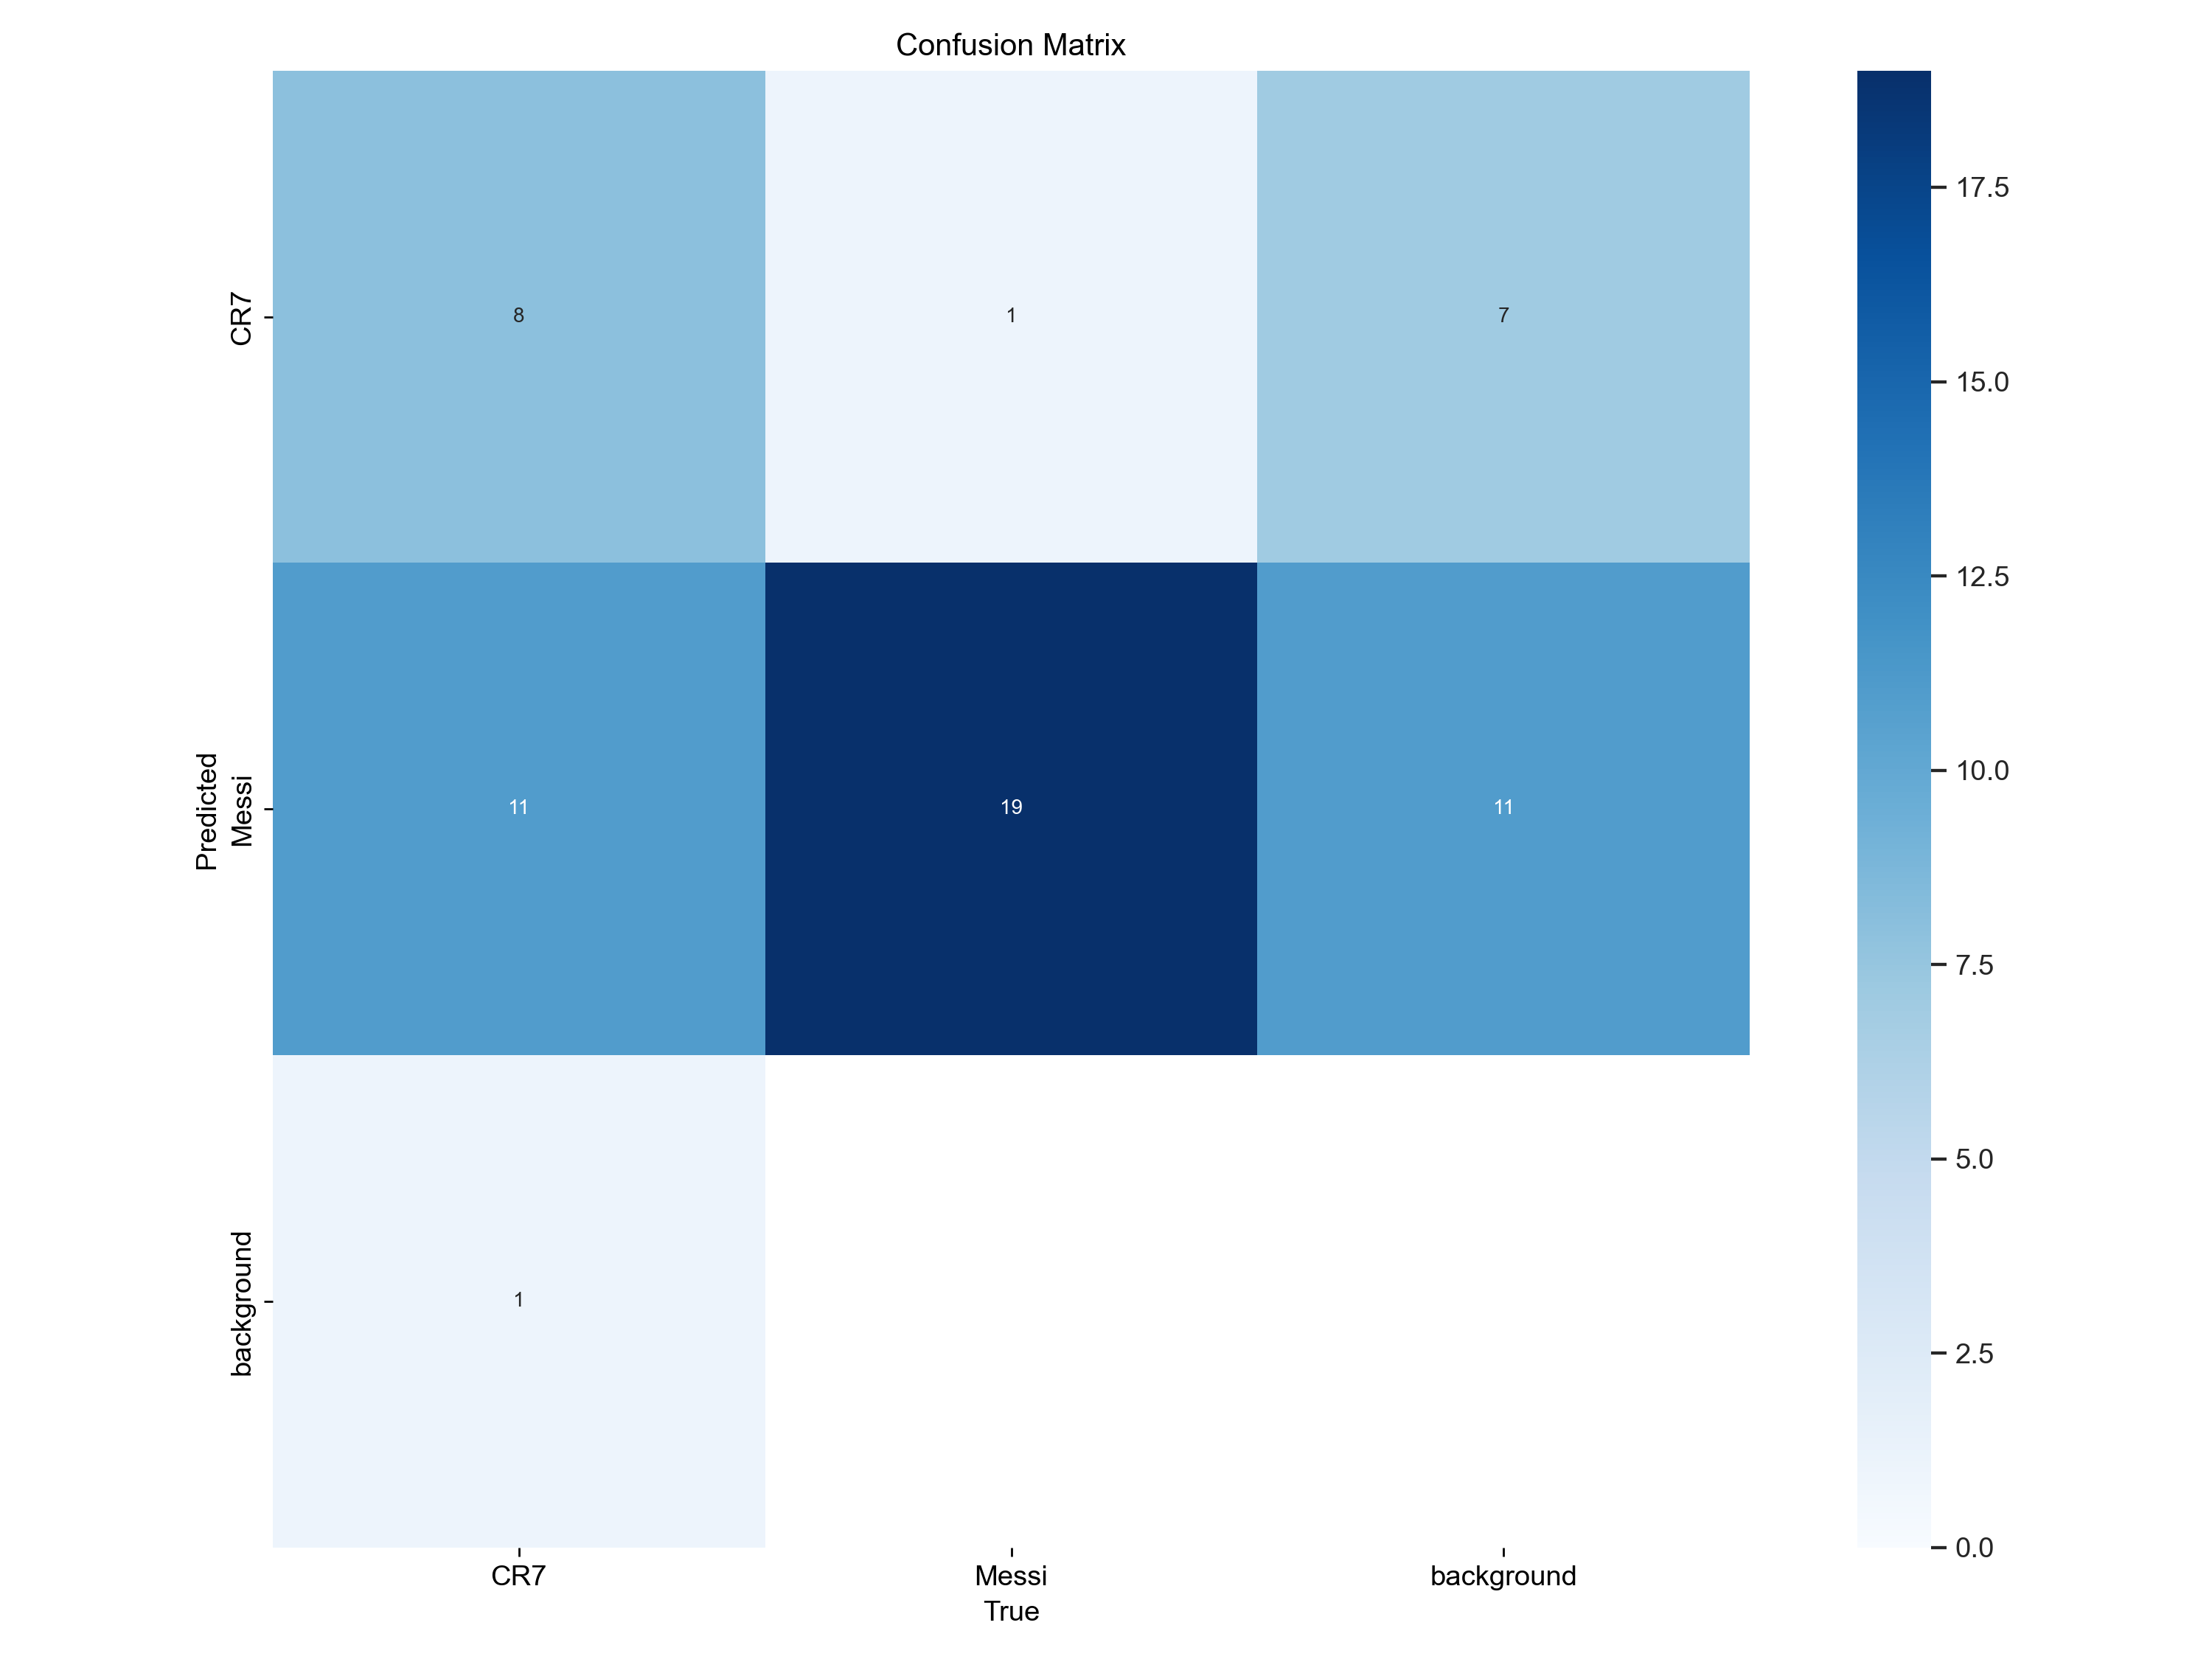 Confusion Matrix
CR7
8
1
7
Predicted
Messi
11
19
11
background
1
CR7
Messi
background
True
17.5
15.0
12.5
10.0
7.5
5.0
2.5
0.0